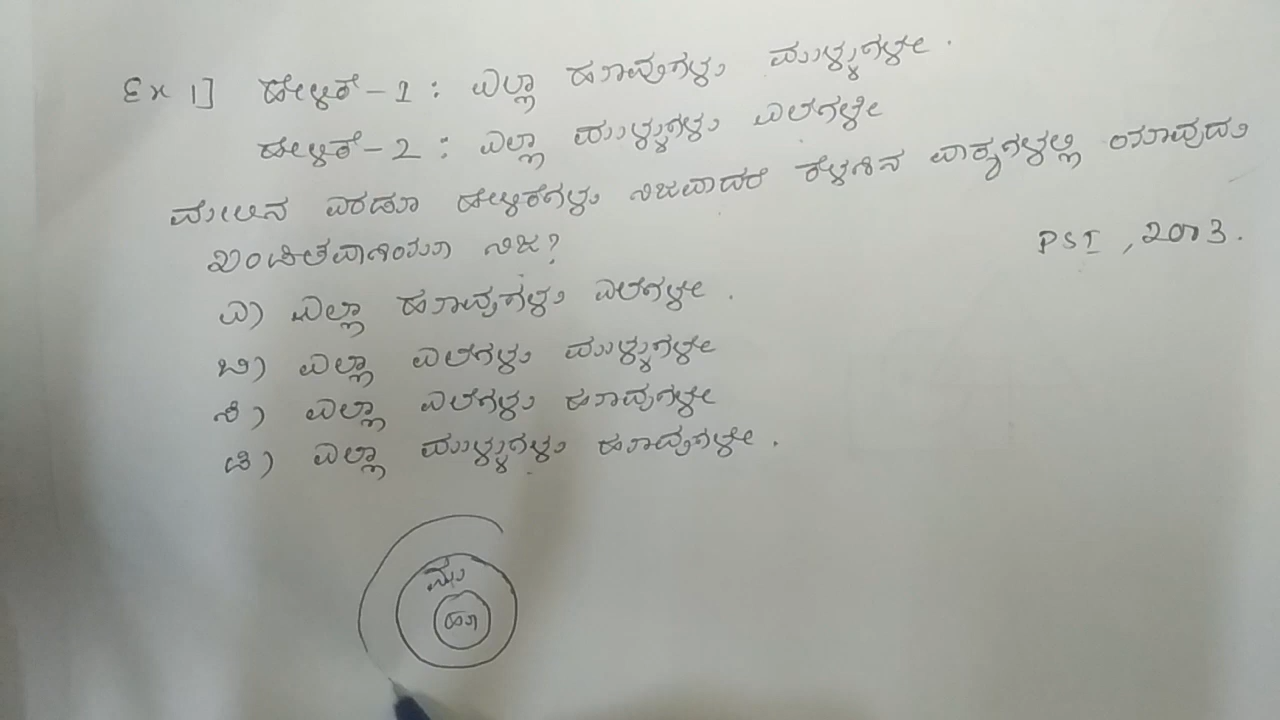 Ex 1] ಹೇಳಿಕೆ-1: ಎಲ್ಲಾ ಹೂವುಗಳು ಮುಳ್ಳುಗಳೇ.
ಹೇಳಿಕೆ-2: ಎಲ್ಲಾ ಮುಳ್ಳುಗಳು ಎಲೆಗಳೇ
ಮೇಲಿನ ಎರಡೂ ಹೇಳಿಕೆಗಳು ನಿಜವಾದರೆ ಕೆಳಗಿನ ವಾಕ್ಯಗಳಲ್ಲಿ ಯಾವುದು
ಖಂಡಿತವಾಗಿಯೂ ನಿಜ?
PSI, 2003.
ಎ) ಎಲ್ಲಾ ಹೂವುಗಳು ಎಲೆಗಳೇ.
ಬಿ) ಎಲ್ಲಾ ಎಲೆಗಳು ಮುಳ್ಳುಗಳೇ
ಸಿ) ಎಲ್ಲಾ ಎಲೆಗಳು ಹೂವುಗಳೇ
ಡಿ) ಎಲ್ಲಾ ಮುಳ್ಳುಗಳು ಹೂವುಗಳೇ.
ಮು
ಹೂ